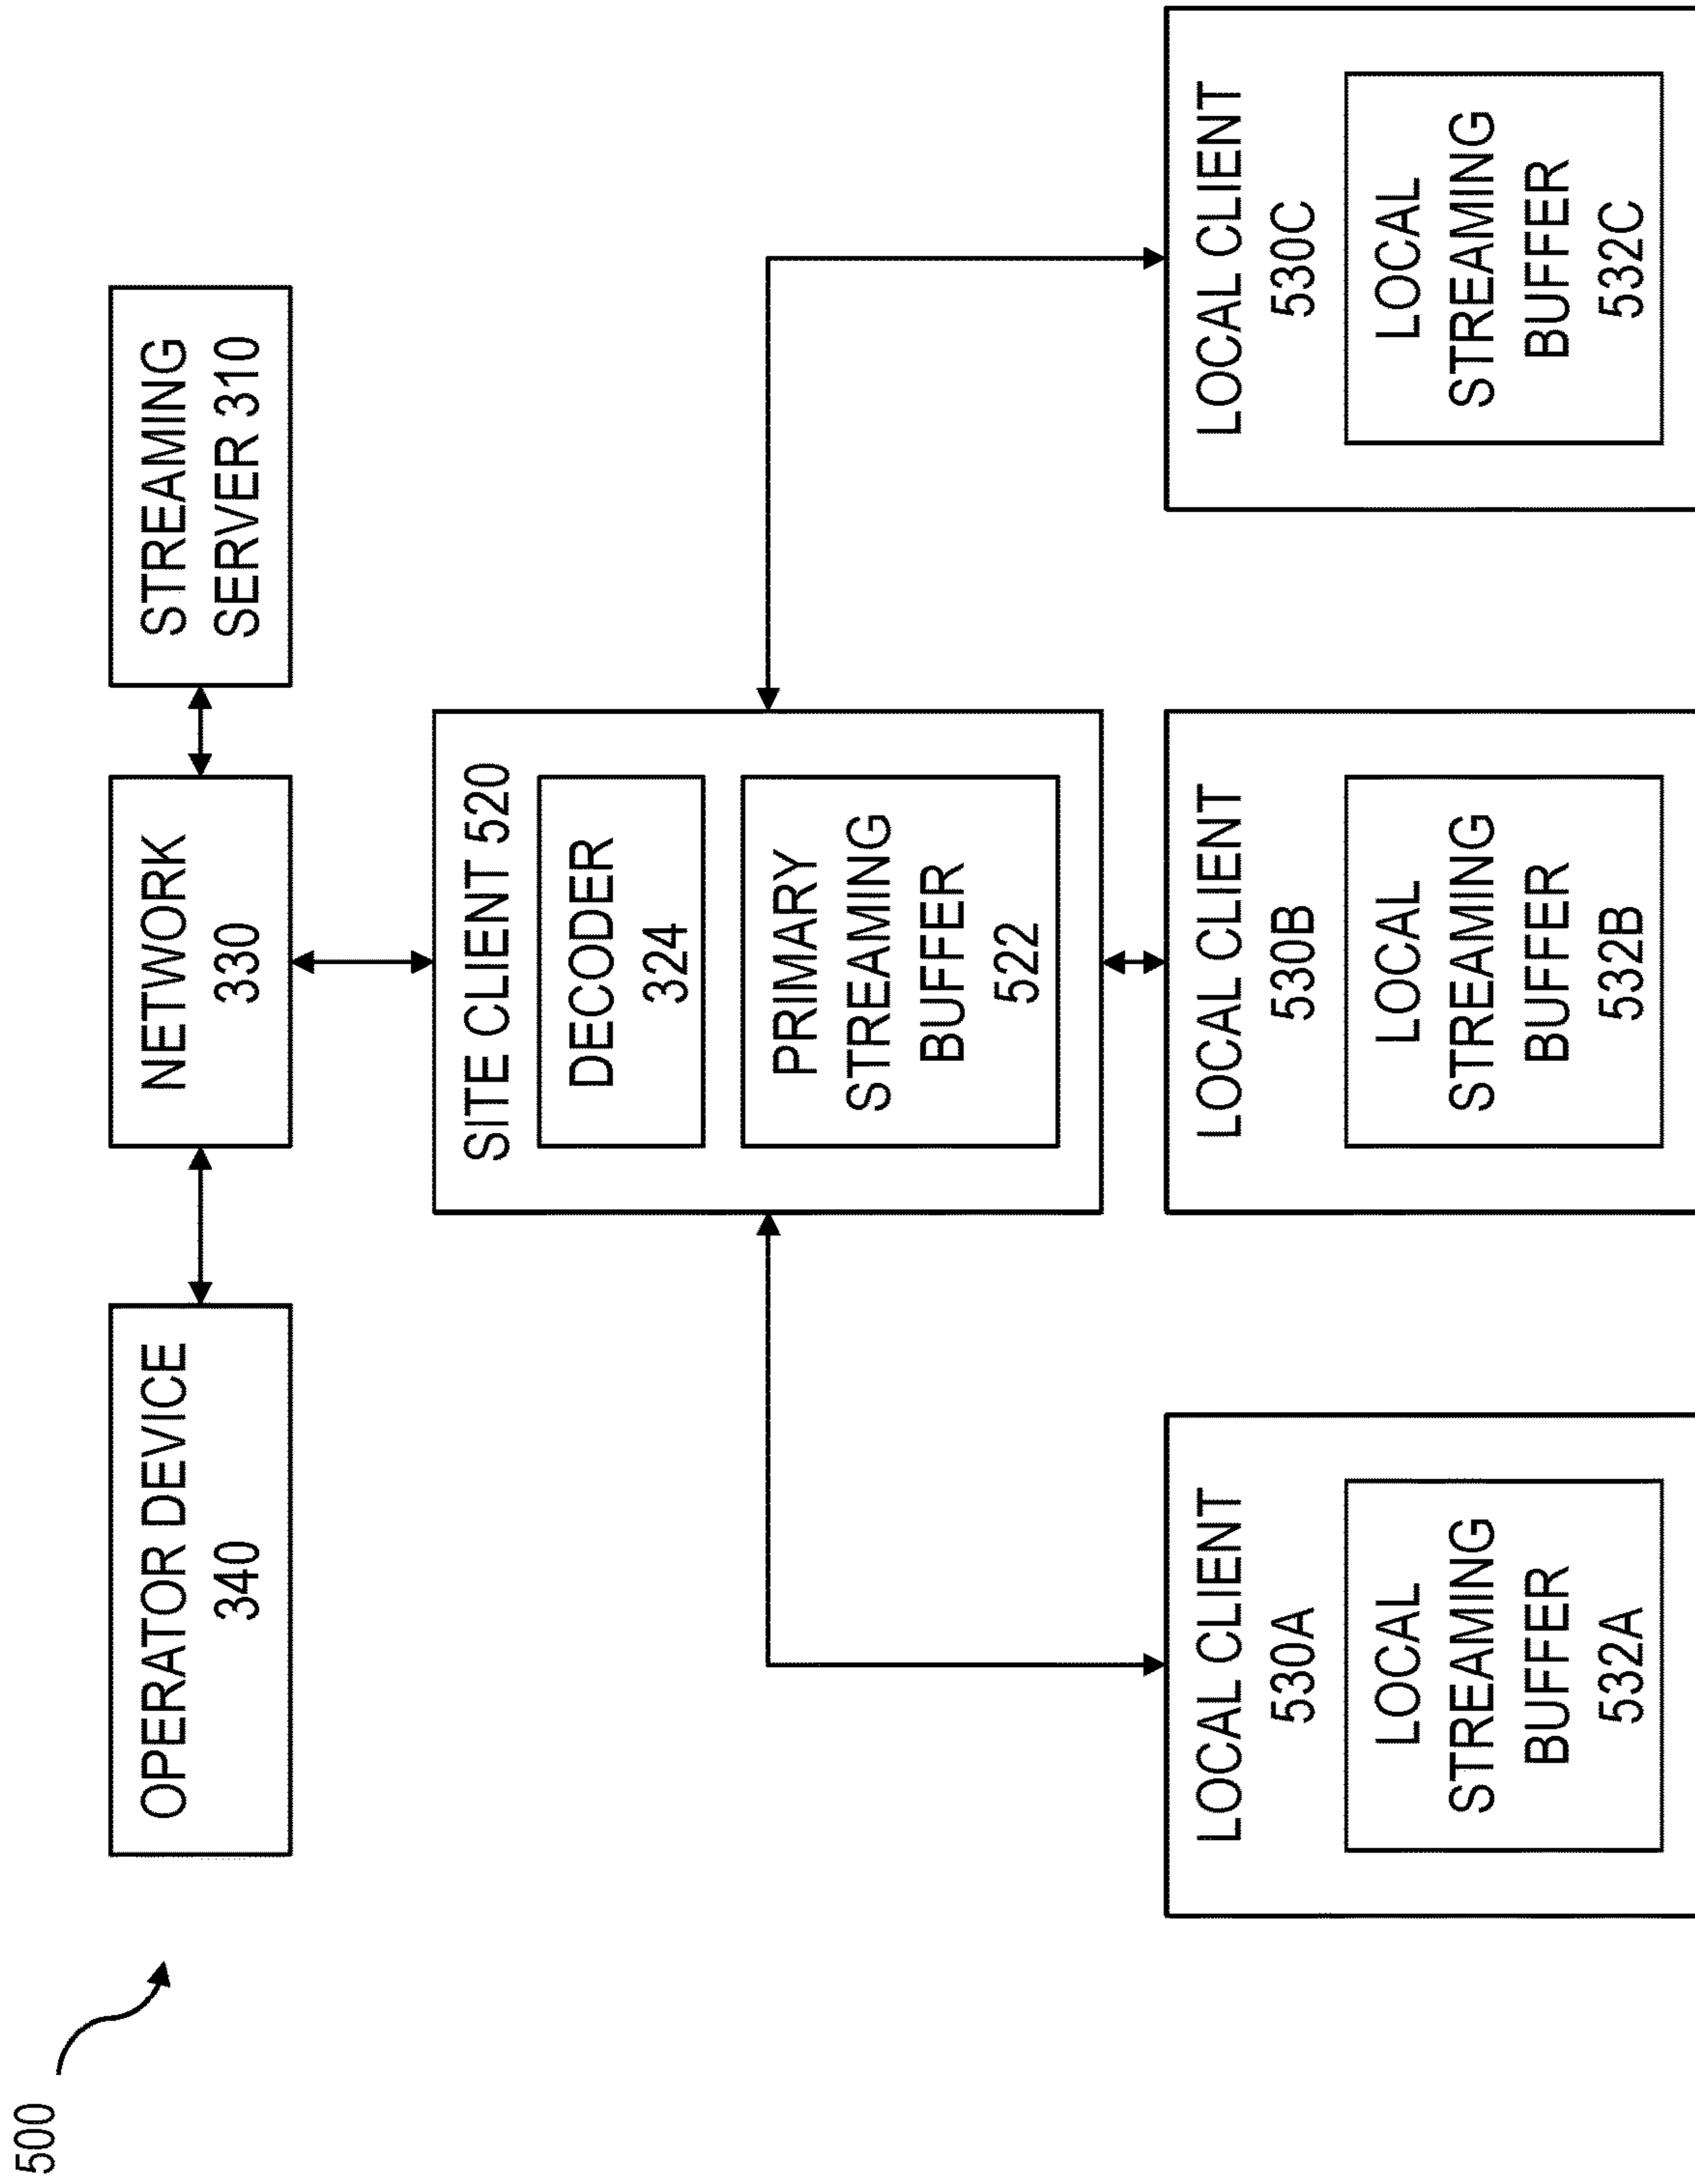 500
OPERATOR DEVICE
340
NETWORK
330
STREAMING
SERVER 310
SITE CLIENT 520
DECODER
324
PRIMARY
STREAMING
BUFFER
522
LOCAL CLIENT
530A
LOCAL
STREAMING
BUFFER
532A
LOCAL CLIENT
530B
LOCAL
STREAMING
BUFFER
532B
LOCAL CLIENT
530C
LOCAL
STREAMING
BUFFER
532C